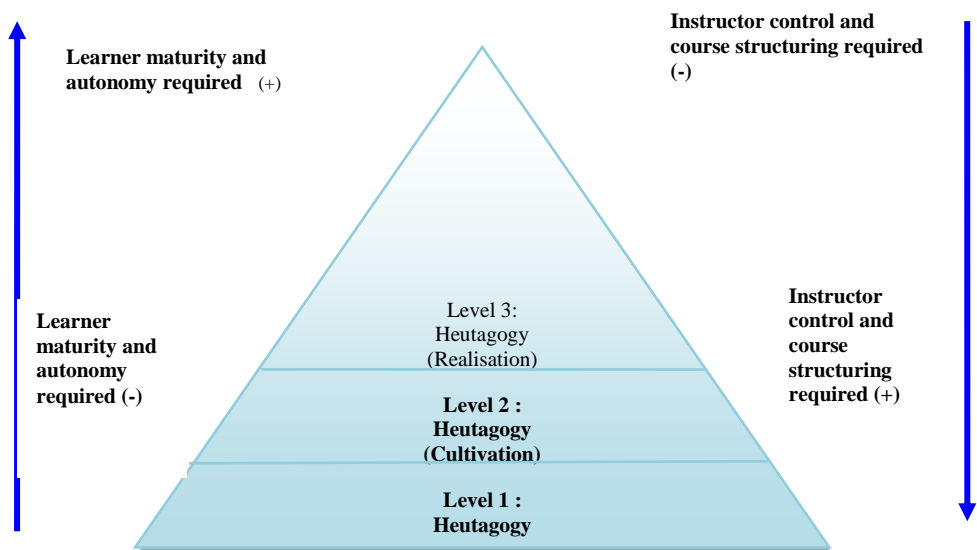 Learner maturity and
autonomy required (+)
Instructor control and
course structuring required
(-)
Learner
maturity and
autonomy
required (-)
Level 3:
Heutagogy
(Realisation)
Level 2 :
Heutagogy
(Cultivation)
Level 1 :
Heutagogy
Instructor
control and
course
structuring
required (+)